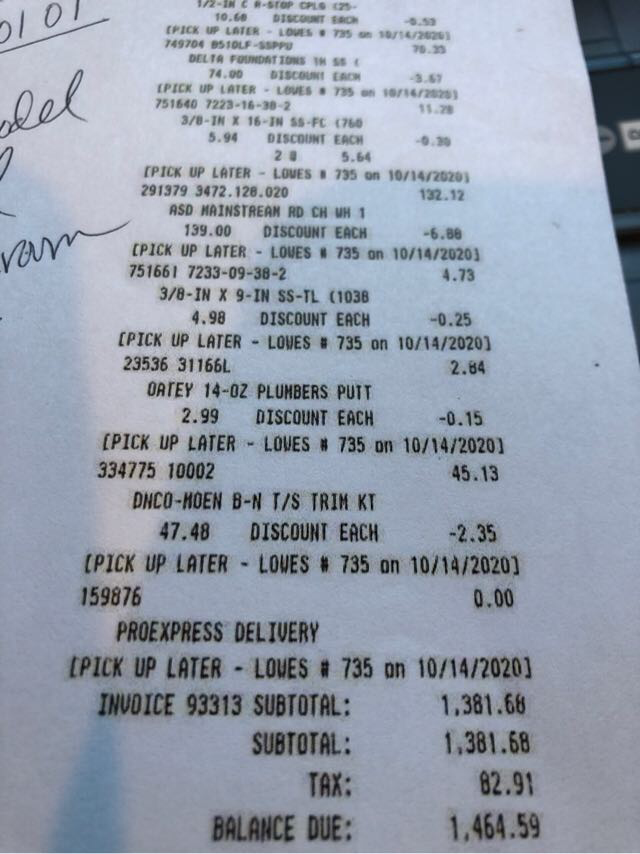 0101
odel
ram
1/2-IN C R-STOP CPLG (25-
10.68 DISCOUNT EACH -0.53
[PICK UP LATER - LOWES # 735 on 10/14/2020]
749704 B510LF-SSPPU 70.33
DELTA FOUNDATIONS 1H SS (
74.00 DISCOUNT EACH -3.67
[PICK UP LATER - LOWES # 735 on 10/14/2020]
751640 7223-16-38-2 11.28
3/8-IN X 16-IN SS-FC (760
5.94 DISCOUNT EACH -0.30
2 @ 5.64
[PICK UP LATER - LOWES # 735 on 10/14/2020]
291379 3472.128.020 132.12
ASD MAINSTREAM RD CH WH 1
139.00 DISCOUNT EACH -6.88
[PICK UP LATER - LOWES # 735 on 10/14/2020]
751661 7233-09-38-2 4.73
3/8-IN X 9-IN SS-TL (1038
4.98 DISCOUNT EACH -0.25
[PICK UP LATER - LOWES # 735 on 10/14/2020]
23536 31166L 2.84
OATEY 14-OZ PLUMBERS PUTT
2.99 DISCOUNT EACH -0.15
[PICK UP LATER - LOWES # 735 on 10/14/2020]
334775 10002 45.13
DNCO-MOEN B-N T/S TRIM KT
47.48 DISCOUNT EACH -2.35
[PICK UP LATER - LOWES # 735 on 10/14/2020]
159876 0.00
PROEXPRESS DELIVERY
[PICK UP LATER - LOWES # 735 on 10/14/2020]
INVOICE 93313 SUBTOTAL: 1,381.68
SUBTOTAL: 1,381.68
TAX: 82.91
BALANCE DUE: 1,464.59